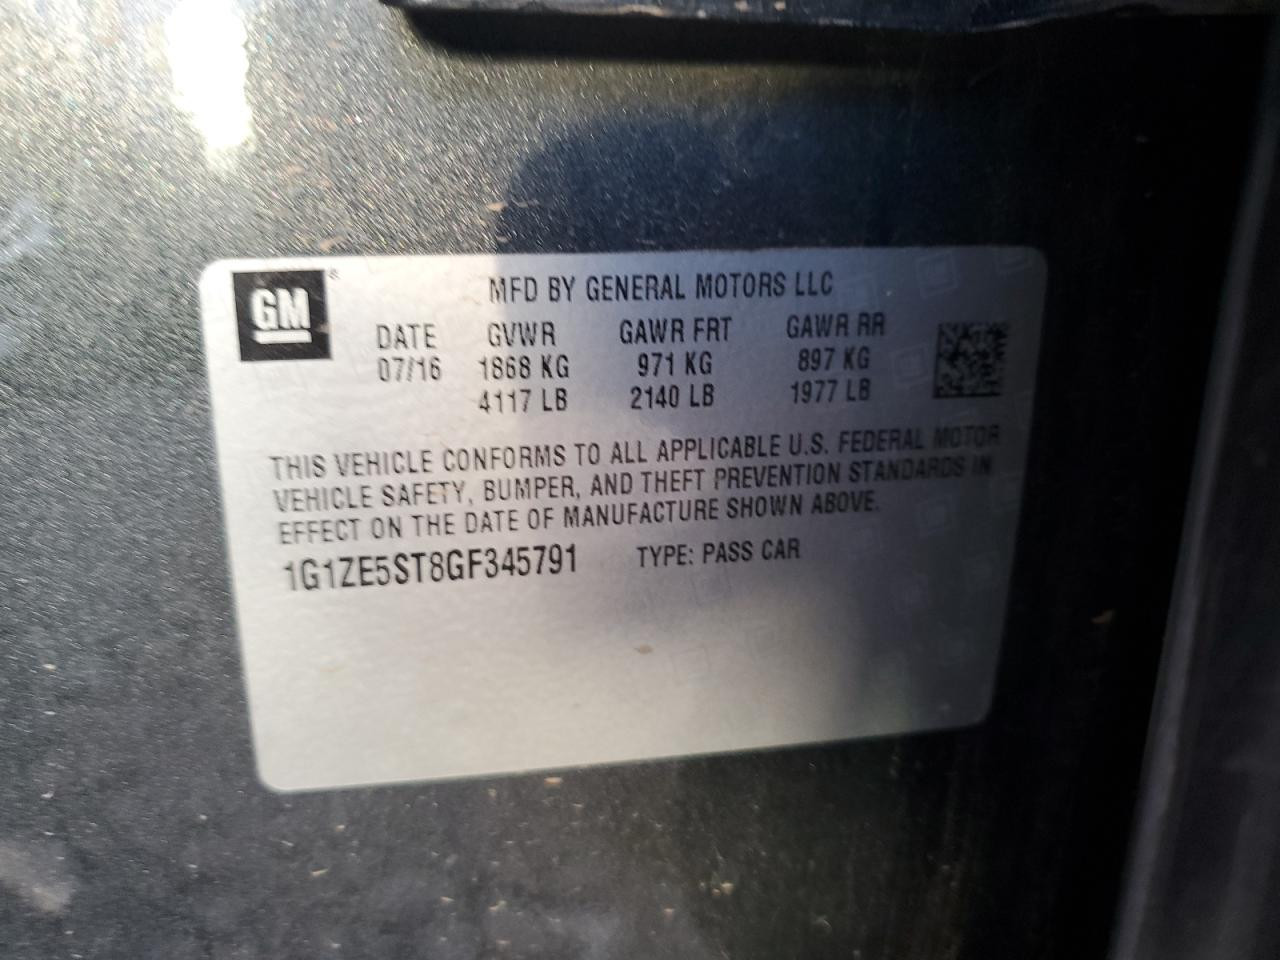 GM®
MFD BY GENERAL MOTORS LLC
DATE GVWR GAWR FRT GAWR RR
07/16 1868 KG 971 KG 897 KG
4117 LB 2140 LB 1977 LB
THIS VEHICLE CONFORMS TO ALL APPLICABLE U.S. FEDERAL MOTOR
VEHICLE SAFETY, BUMPER, AND THEFT PREVENTION STANDARDS IN
EFFECT ON THE DATE OF MANUFACTURE SHOWN ABOVE.
1G1ZE5ST8GF345791 TYPE: PASS CAR